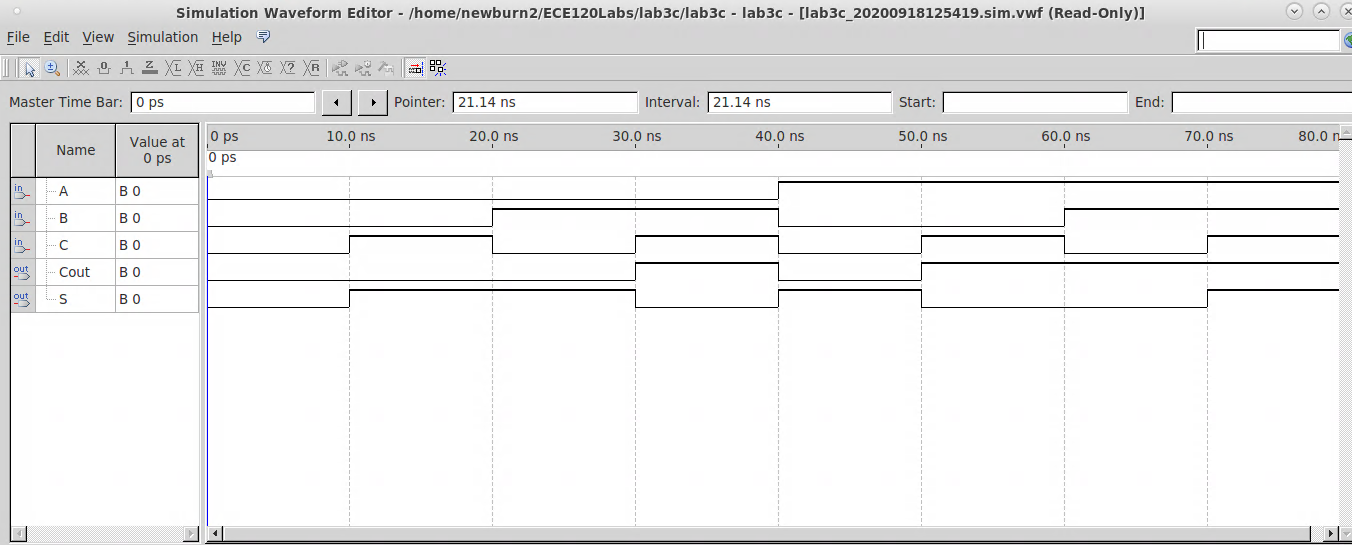 Simulation Waveform Editor - /home/newburn2/ECE120Labs/lab3c/lab3c - lab3c - [lab3c_20200918125419.sim.vwf (Read-Only)]
File Edit View Simulation Help
Master Time Bar: 0 ps Pointer: 21.14 ns Interval: 21.14 ns Start: End:
Name Value at 0 ps
0 ps 10.0 ns 20.0 ns 30.0 ns 40.0 ns 50.0 ns 60.0 ns 70.0 ns 80.0 n
0 ps
in A B 0
in B B 0
in C B 0
out Cout B 0
out S B 0